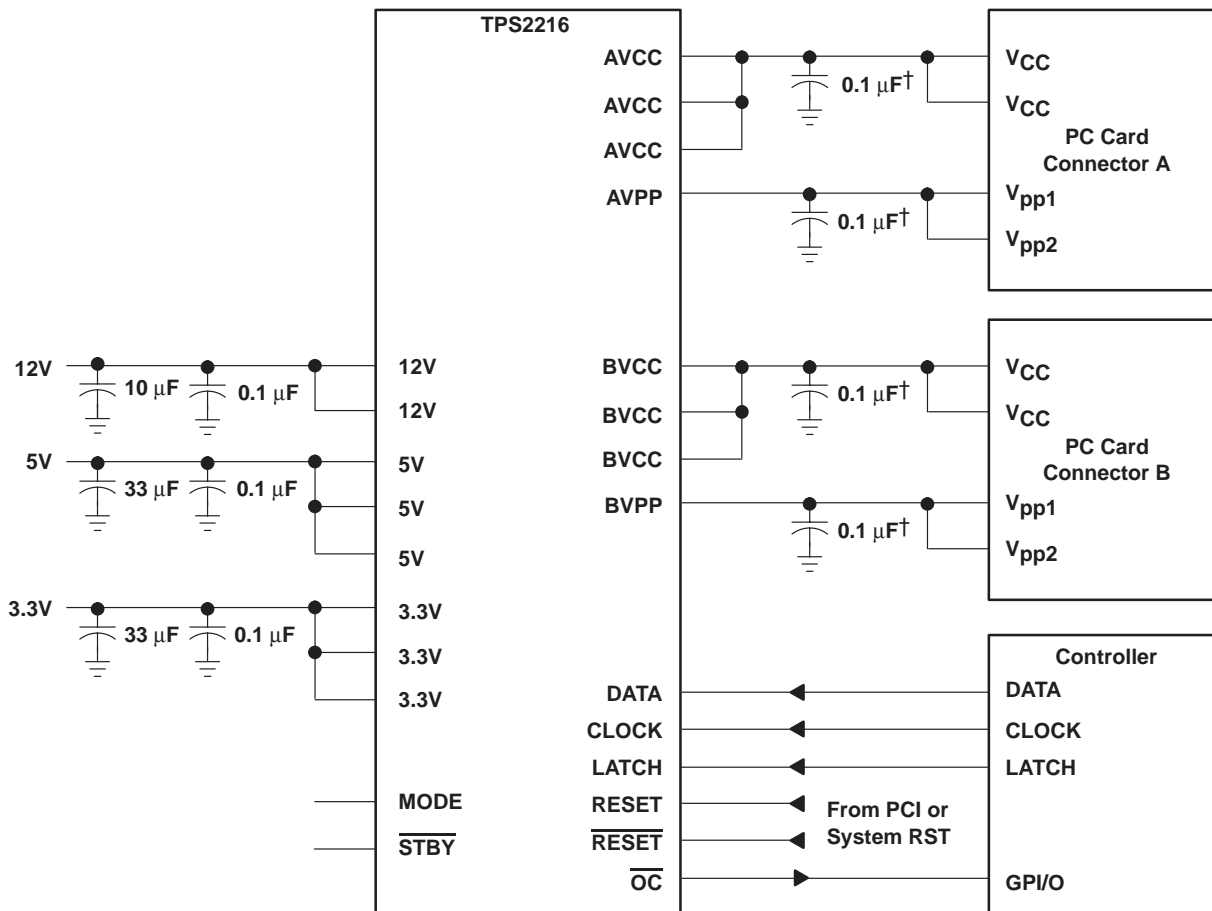 TPS2216
AVCC
AVCC
AVCC
AVPP
0.1 µF†
0.1 µF†
VCC
VCC
PC Card
Connector A
Vpp1
Vpp2
12V
10 µF
0.1 µF
12V
12V
5V
33 µF
0.1 µF
5V
5V
5V
3.3V
33 µF
0.1 µF
3.3V
3.3V
3.3V
BVCC
BVCC
BVCC
BVPP
0.1 µF†
0.1 µF†
VCC
VCC
PC Card
Connector B
Vpp1
Vpp2
MODE
STBY
DATA
CLOCK
LATCH
RESET
RESET
OC
From PCI or
System RST
Controller
DATA
CLOCK
LATCH
GPI/O